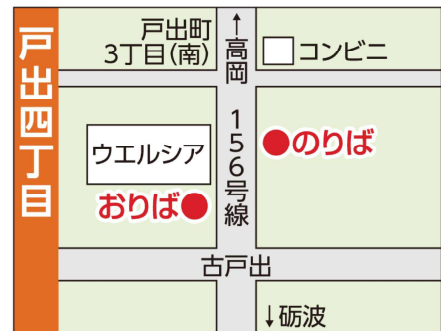 戸出四丁目
戸出町
3丁目(南)
↑高岡 156号線
コンビニ
ウエルシア
●のりば
おりば●
古戸出
↓砺波